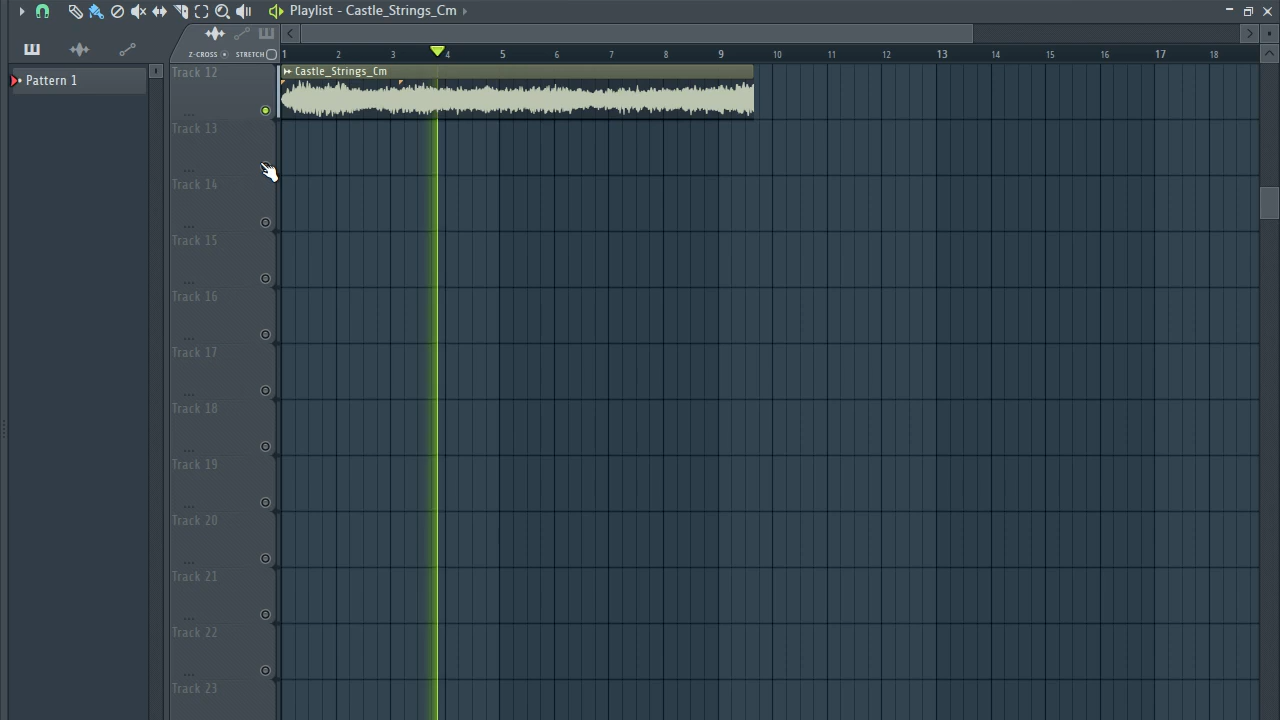 Playlist - Castle_Strings_Cm
Z-CROSS STRETCH
1 2 3 4 5 6 7 8 9 10 11 12 13 14 15 16 17 18
Pattern 1
Track 12
Castle_Strings_Cm
Track 13
Track 14
Track 15
Track 16
Track 17
Track 18
Track 19
Track 20
Track 21
Track 22
Track 23